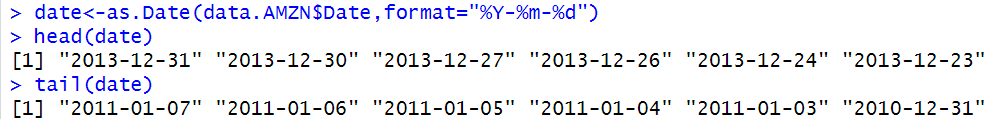 > date<-as.Date(data.AMZN$Date,format="%Y-%m-%d")
> head(date)
[1] "2013-12-31" "2013-12-30" "2013-12-27" "2013-12-26" "2013-12-24" "2013-12-23"
> tail(date)
[1] "2011-01-07" "2011-01-06" "2011-01-05" "2011-01-04" "2011-01-03" "2010-12-31"